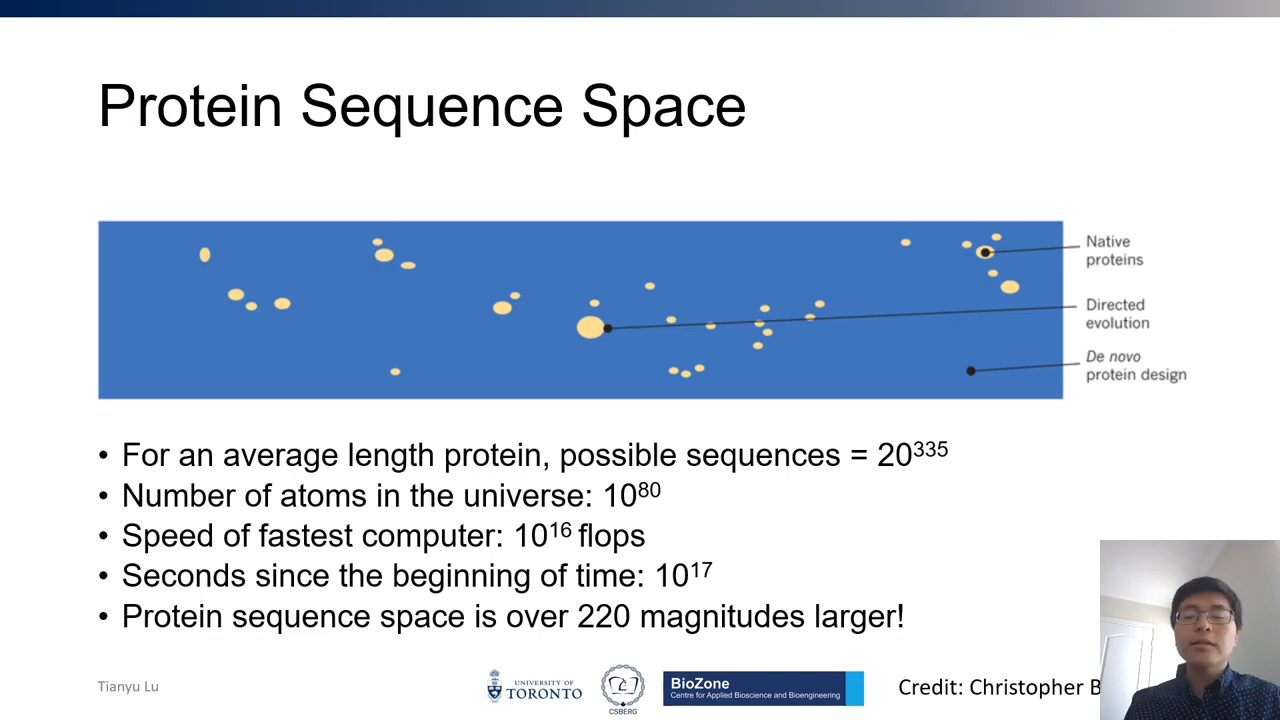 Protein Sequence Space
Native
proteins
Directed
evolution
De novo
protein design
• For an average length protein, possible sequences = 20³³⁵
• Number of atoms in the universe: 10⁸⁰
• Speed of fastest computer: 10¹⁶ flops
• Seconds since the beginning of time: 10¹⁷
• Protein sequence space is over 220 magnitudes larger!
Tianyu Lu
UNIVERSITY OF
TORONTO
CSBERG
BioZone
Centre for Applied Bioscience and Bioengineering
Credit: Christopher B